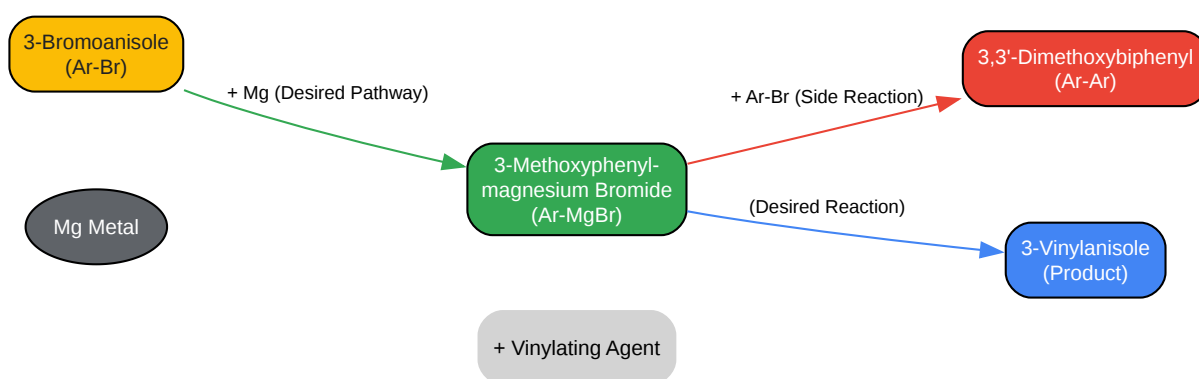 3-Bromoanisole
(Ar-Br)
+ Mg (Desired Pathway)
Mg Metal
3-Methoxyphenyl-
magnesium Bromide
(Ar-MgBr)
+ Ar-Br (Side Reaction)
3,3'-Dimethoxybiphenyl
(Ar-Ar)
(Desired Reaction)
3-Vinylanisole
(Product)
+ Vinylating Agent